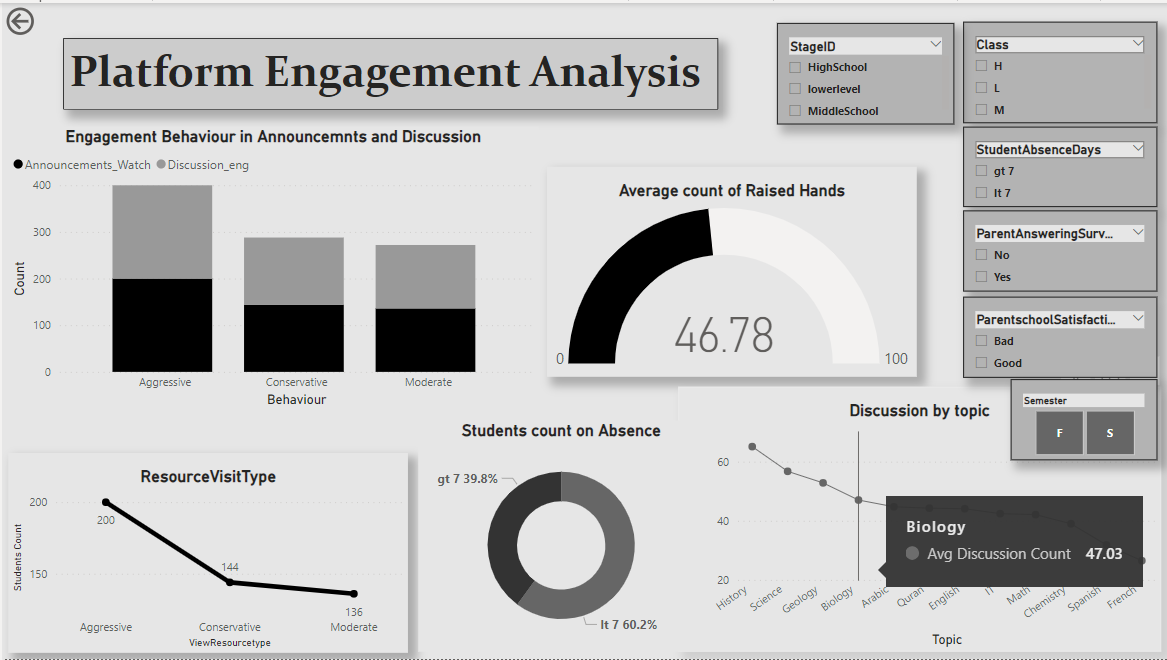 Platform Engagement Analysis
StageID
HighSchool
lowerlevel
MiddleSchool
Class
H
L
M
StudentAbsenceDays
gt 7
lt 7
ParentAnsweringSurv...
No
Yes
ParentschoolSatisfacti...
Bad
Good
Semester
F
S
Engagement Behaviour in Announcemnts and Discussion
Announcements_Watch Discussion_eng
400
300
200
100
0
Count
Aggressive Conservative Moderate
Behaviour
Average count of Raised Hands
46.78
0 100
ResourceVisitType
200
150
Students Count
200
144
136
Aggressive Conservative Moderate
ViewResourcetype
Students count on Absence
gt 7 39.8%
lt 7 60.2%
Discussion by topic
60
40
20
Biology
Avg Discussion Count 47.03
History Science Geology Biology Arabic Quran English IT Math Chemistry Spanish French
Topic